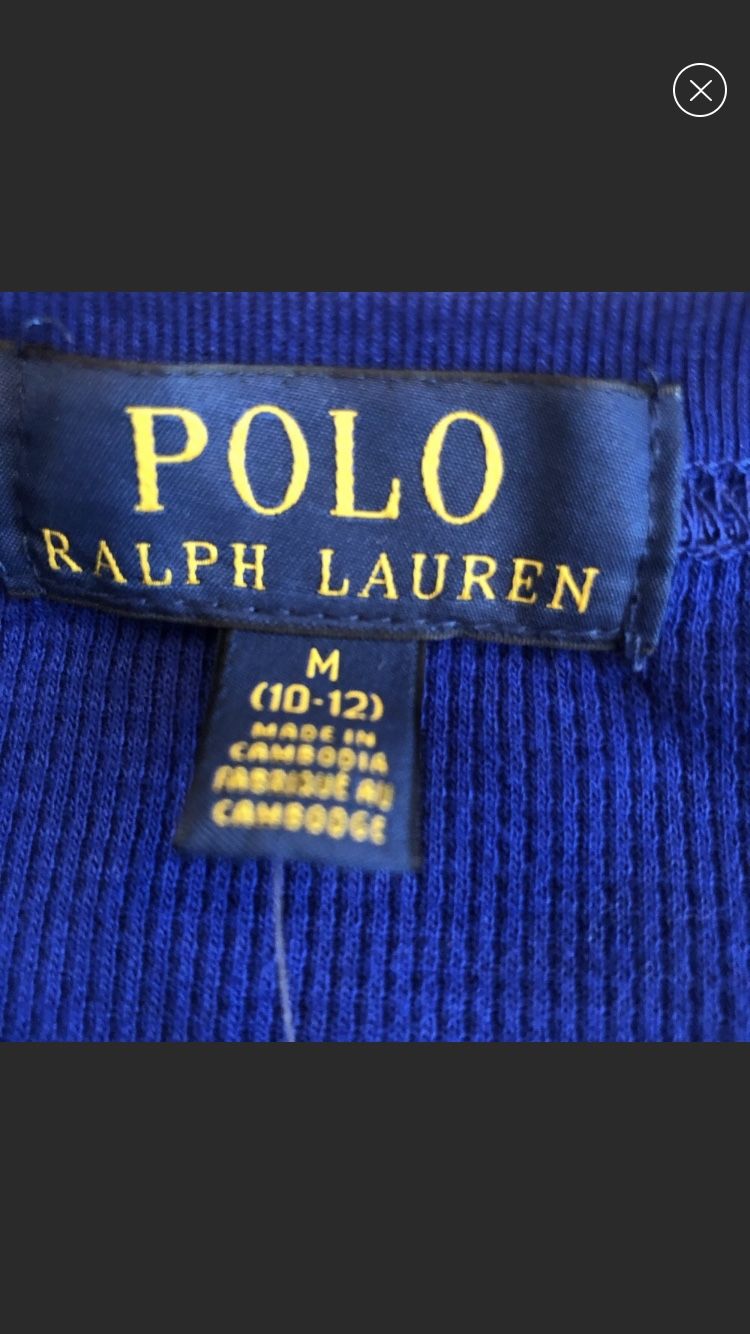 POLO
RALPH LAUREN
M
(10-12)
MADE IN
CAMBODIA
FABRIQUÉ AU
CAMBODGE